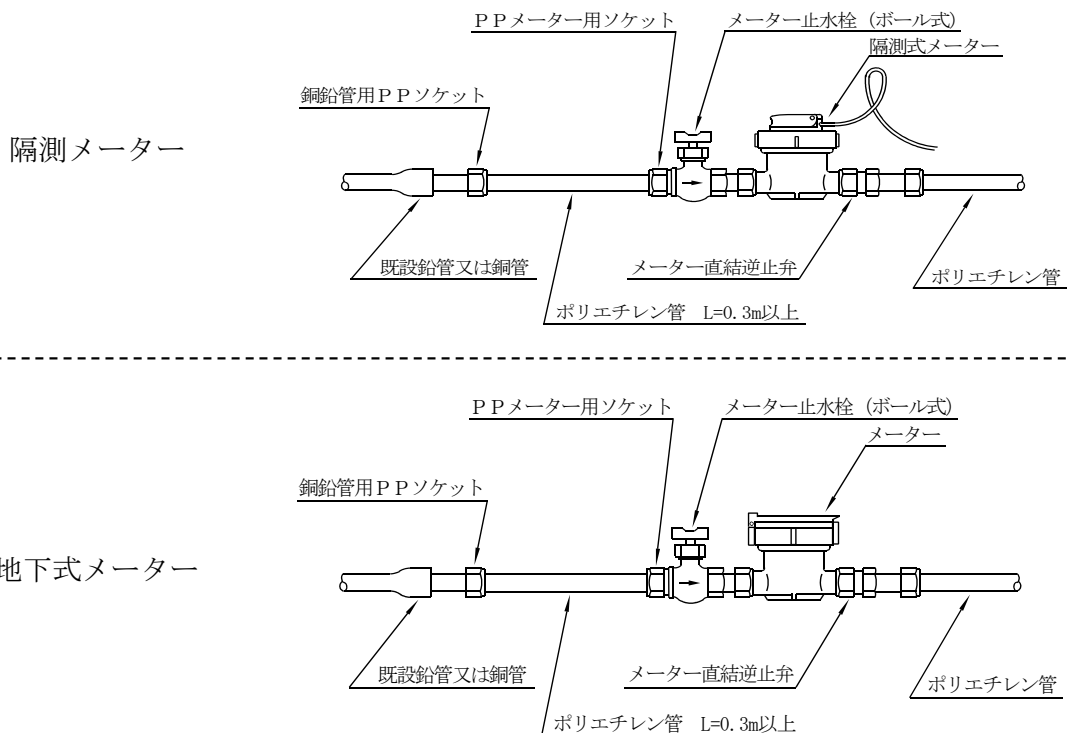 PPメーター用ソケット
メーター止水栓（ボール式）
隔測式メーター
銅鉛管用PPソケット
隔測メーター
既設鉛管又は銅管
メーター直結逆止弁
ポリエチレン管
ポリエチレン管 L=0.3m以上
PPメーター用ソケット
メーター止水栓（ボール式）
メーター
銅鉛管用PPソケット
地下式メーター
既設鉛管又は銅管
メーター直結逆止弁
ポリエチレン管
ポリエチレン管 L=0.3m以上